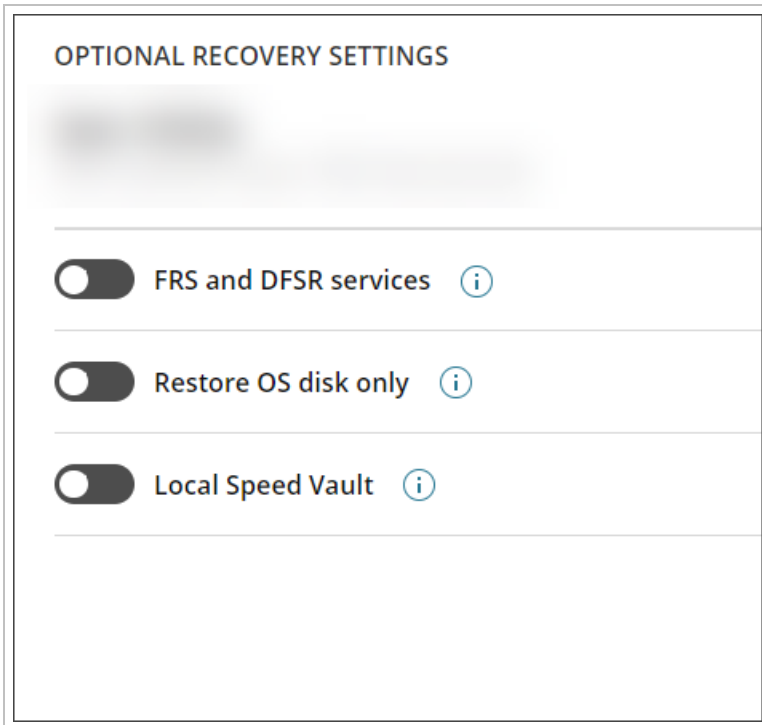 OPTIONAL RECOVERY SETTINGS
FRS and DFSR services
Restore OS disk only
Local Speed Vault